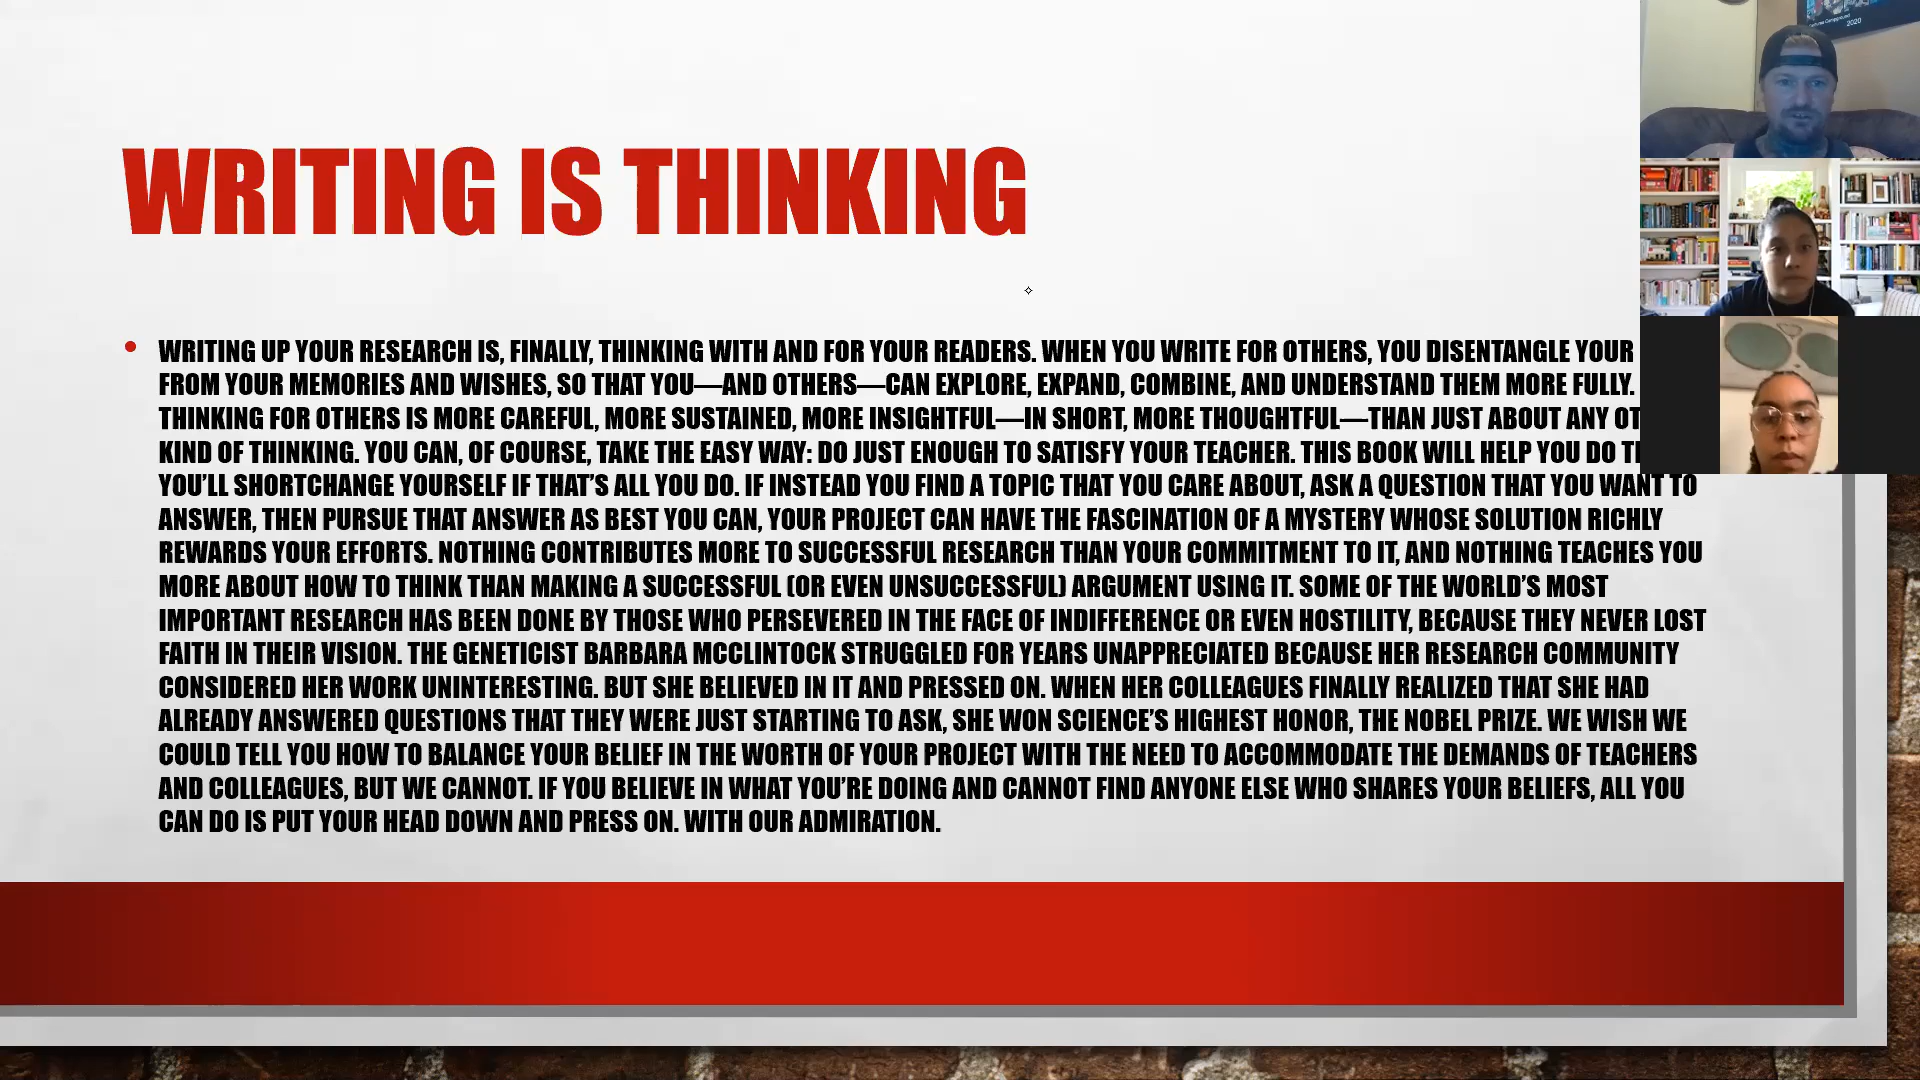 WRITING IS THINKING
WRITING UP YOUR RESEARCH IS, FINALLY, THINKING WITH AND FOR YOUR READERS. WHEN YOU WRITE FOR OTHERS, YOU DISENTANGLE YOUR
FROM YOUR MEMORIES AND WISHES, SO THAT YOU—AND OTHERS—CAN EXPLORE, EXPAND, COMBINE, AND UNDERSTAND THEM MORE FULLY.
THINKING FOR OTHERS IS MORE CAREFUL, MORE SUSTAINED, MORE INSIGHTFUL—IN SHORT, MORE THOUGHTFUL—THAN JUST ABOUT ANY OT
KIND OF THINKING. YOU CAN, OF COURSE, TAKE THE EASY WAY: DO JUST ENOUGH TO SATISFY YOUR TEACHER. THIS BOOK WILL HELP YOU DO
YOU'LL SHORTCHANGE YOURSELF IF THAT'S ALL YOU DO. IF INSTEAD YOU FIND A TOPIC THAT YOU CARE ABOUT, ASK A QUESTION THAT YOU WANT TO
ANSWER, THEN PURSUE THAT ANSWER AS BEST YOU CAN, YOUR PROJECT CAN HAVE THE FASCINATION OF A MYSTERY WHOSE SOLUTION RICHLY
REWARDS YOUR EFFORTS. NOTHING CONTRIBUTES MORE TO SUCCESSFUL RESEARCH THAN YOUR COMMITMENT TO IT, AND NOTHING TEACHES YOU
MORE ABOUT HOW TO THINK THAN MAKING A SUCCESSFUL (OR EVEN UNSUCCESSFUL) ARGUMENT USING IT. SOME OF THE WORLD'S MOST
IMPORTANT RESEARCH HAS BEEN DONE BY THOSE WHO PERSEVERED IN THE FACE OF INDIFFERENCE OR EVEN HOSTILITY, BECAUSE THEY NEVER LOST
FAITH IN THEIR VISION. THE GENETICIST BARBARA MCCLINTOCK STRUGGLED FOR YEARS UNAPPRECIATED BECAUSE HER RESEARCH COMMUNITY
CONSIDERED HER WORK UNINTERESTING. BUT SHE BELIEVED IN IT AND PRESSED ON. WHEN HER COLLEAGUES FINALLY REALIZED THAT SHE HAD
ALREADY ANSWERED QUESTIONS THAT THEY WERE JUST STARTING TO ASK, SHE WON SCIENCE'S HIGHEST HONOR, THE NOBEL PRIZE. WE WISH WE
COULD TELL YOU HOW TO BALANCE YOUR BELIEF IN THE WORTH OF YOUR PROJECT WITH THE NEED TO ACCOMMODATE THE DEMANDS OF TEACHERS
AND COLLEAGUES, BUT WE CANNOT. IF YOU BELIEVE IN WHAT YOU'RE DOING AND CANNOT FIND ANYONE ELSE WHO SHARES YOUR BELIEFS, ALL YOU
CAN DO IS PUT YOUR HEAD DOWN AND PRESS ON. WITH OUR ADMIRATION.
2020